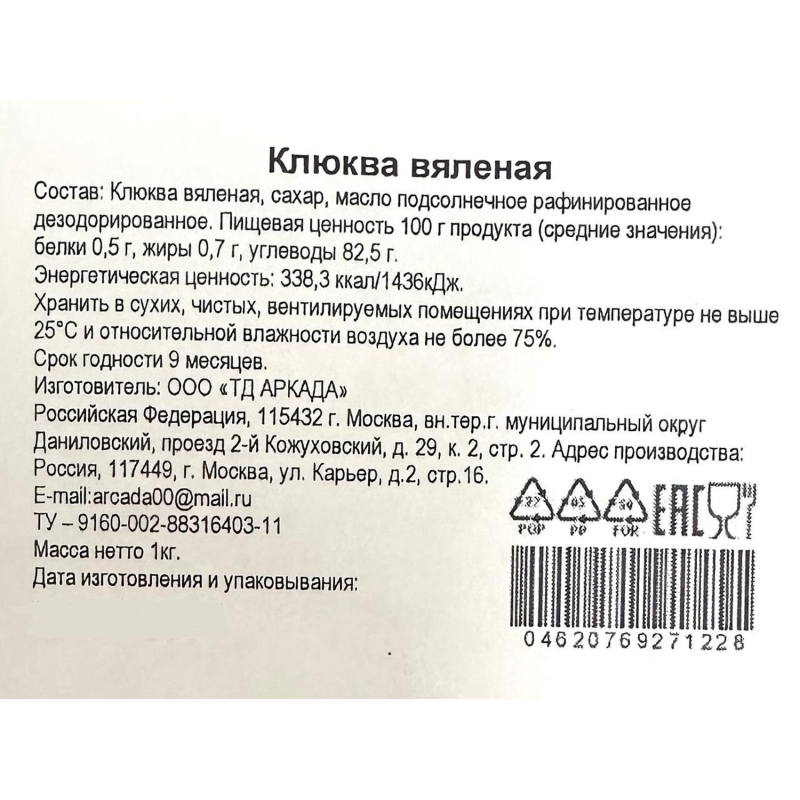 Клюква вяленая
Состав: Клюква вяленая, сахар, масло подсолнечное рафинированное
дезодорированное. Пищевая ценность 100 г продукта (средние значения):
белки 0,5 г, жиры 0,7 г, углеводы 82,5 г.
Энергетическая ценность: 338,3 ккал/1436кДж.
Хранить в сухих, чистых, вентилируемых помещениях при температуре не выше
25°С и относительной влажности воздуха не более 75%.
Срок годности 9 месяцев.
Изготовитель: ООО «ТД АРКАДА»
Российская Федерация, 115432 г. Москва, вн.тер.г. муниципальный округ
Даниловский, проезд 2-й Кожуховский, д. 29, к. 2, стр. 2. Адрес производства:
Россия, 117449, г. Москва, ул. Карьер, д.2, стр.16.
E-mail:arcada00@mail.ru
ТУ – 9160-002-88316403-11
Масса нетто 1кг.
Дата изготовления и упаковывания:
05
PP FOR
EAC
04620769271228